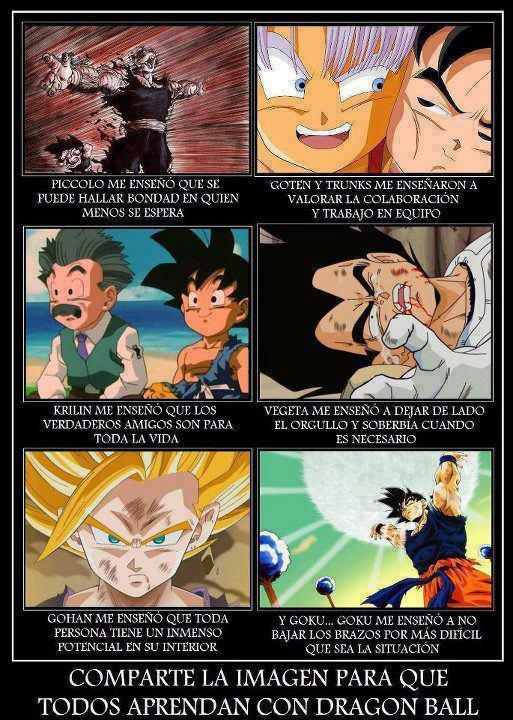 PICCOLO ME ENSEÑÓ QUE SE
PUEDE HALLAR BONDAD EN QUIEN
MENOS SE ESPERA
GOTEN Y TRUNKS ME ENSEÑARON A
VALORAR LA COLABORACIÓN
Y TRABAJO EN EQUIPO
KRILIN ME ENSEÑÓ QUE LOS
VERDADEROS AMIGOS SON PARA
TODA LA VIDA
VEGETA ME ENSEÑÓ A DEJAR DE LADO
EL ORGULLO Y SOBERBIA CUANDO
ES NECESARIO
GOHAN ME ENSEÑÓ QUE TODA
PERSONA TIENE UN INMENSO
POTENCIAL EN SU INTERIOR
Y GOKU... GOKU ME ENSEÑÓ A NO
BAJAR LOS BRAZOS POR MÁS DIFÍCIL
QUE SEA LA SITUACIÓN
COMPARTE LA IMAGEN PARA QUE
TODOS APRENDAN CON DRAGON BALL